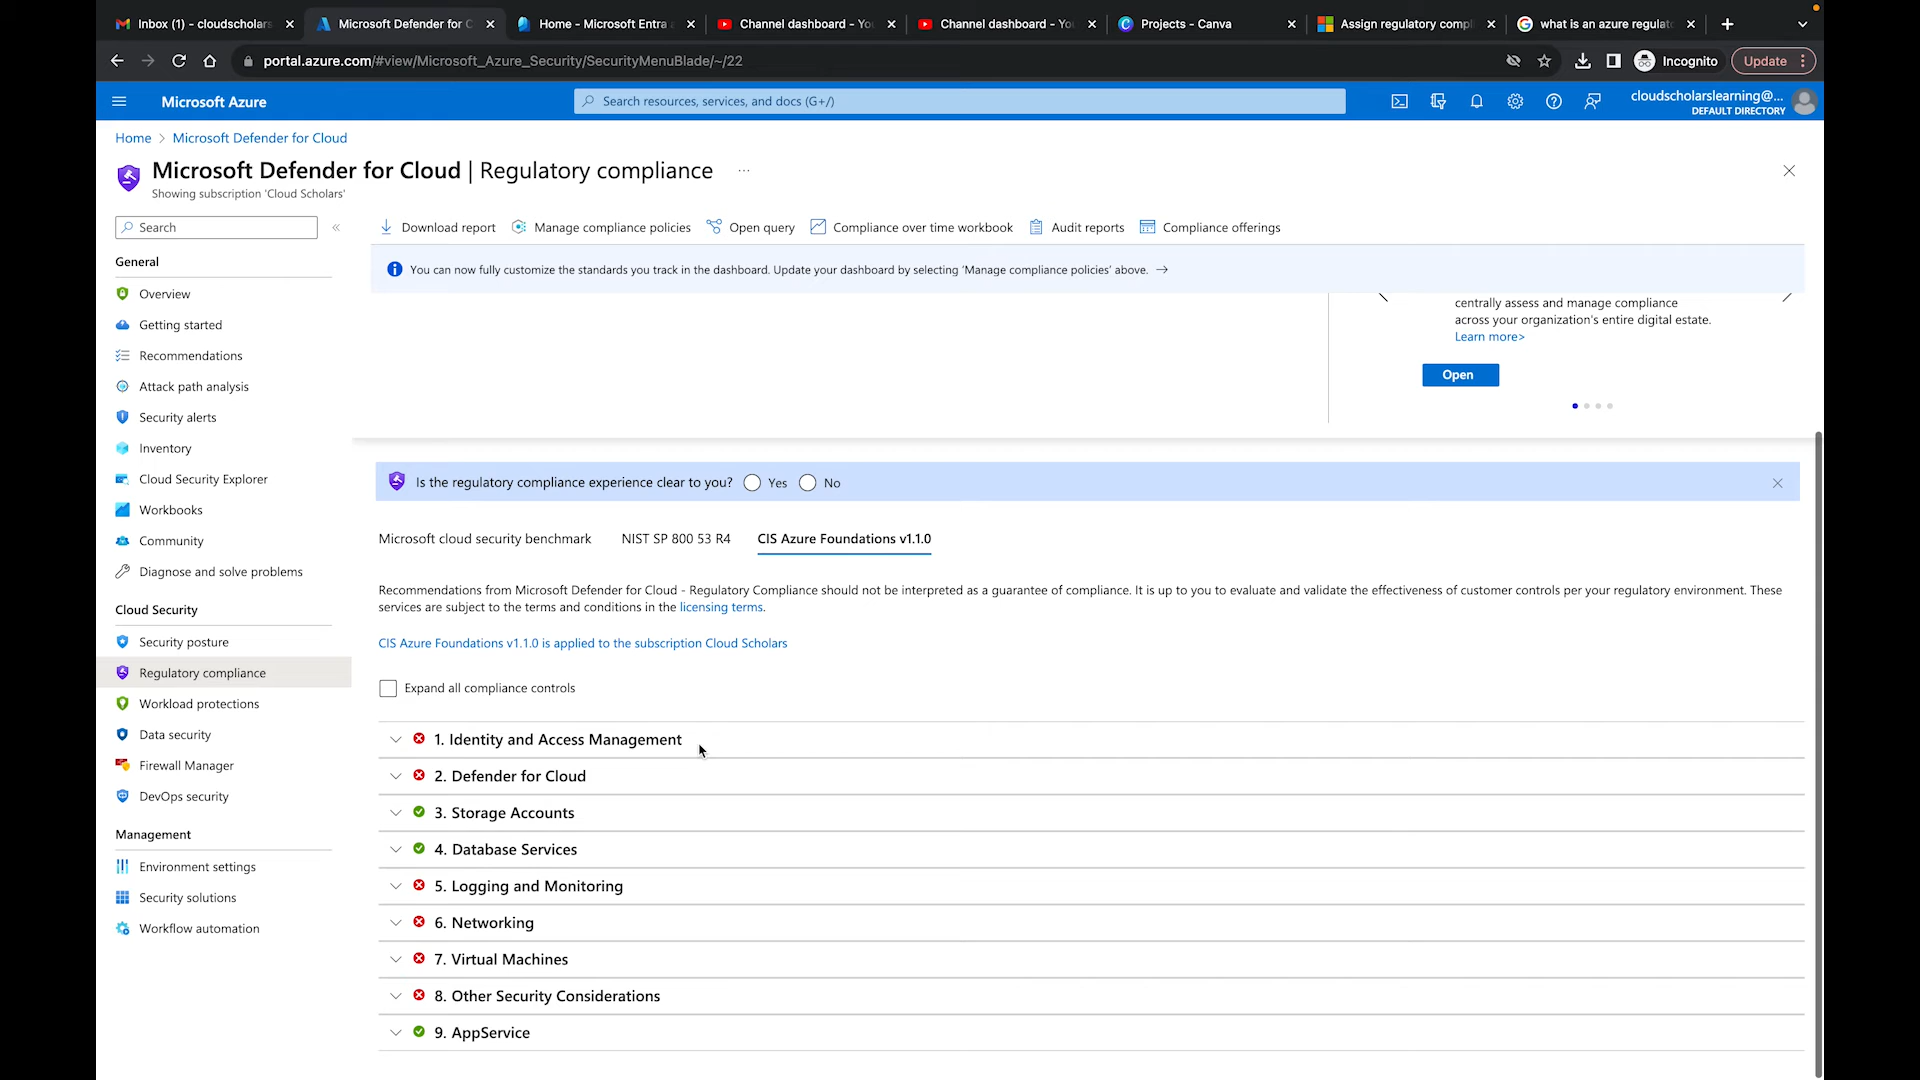 Inbox (1) - cloudscholars
Microsoft Defender for C
Home - Microsoft Entra a
Channel dashboard - Yo
Channel dashboard - Yo
Projects - Canva
Assign regulatory compl
what is an azure regulat
portal.azure.com/#view/Microsoft_Azure_Security/SecurityMenuBlade/~/22
Incognito
Update
Microsoft Azure
Search resources, services, and docs (G+/)
cloudscholarslearning@...
DEFAULT DIRECTORY
Home > Microsoft Defender for Cloud
Microsoft Defender for Cloud | Regulatory compliance ...
Showing subscription 'Cloud Scholars'
Search
General
Overview
Getting started
Recommendations
Attack path analysis
Security alerts
Inventory
Cloud Security Explorer
Workbooks
Community
Diagnose and solve problems
Cloud Security
Security posture
Regulatory compliance
Workload protections
Data security
Firewall Manager
DevOps security
Management
Environment settings
Security solutions
Workflow automation
Download report
Manage compliance policies
Open query
Compliance over time workbook
Audit reports
Compliance offerings
You can now fully customize the standards you track in the dashboard. Update your dashboard by selecting 'Manage compliance policies' above. →
centrally assess and manage compliance
across your organization's entire digital estate.
Learn more>
Open
Is the regulatory compliance experience clear to you? Yes No
Microsoft cloud security benchmark
NIST SP 800 53 R4
CIS Azure Foundations v1.1.0
Recommendations from Microsoft Defender for Cloud - Regulatory Compliance should not be interpreted as a guarantee of compliance. It is up to you to evaluate and validate the effectiveness of customer controls per your regulatory environment. These
services are subject to the terms and conditions in the licensing terms.
CIS Azure Foundations v1.1.0 is applied to the subscription Cloud Scholars
Expand all compliance controls
1. Identity and Access Management
2. Defender for Cloud
3. Storage Accounts
4. Database Services
5. Logging and Monitoring
6. Networking
7. Virtual Machines
8. Other Security Considerations
9. AppService